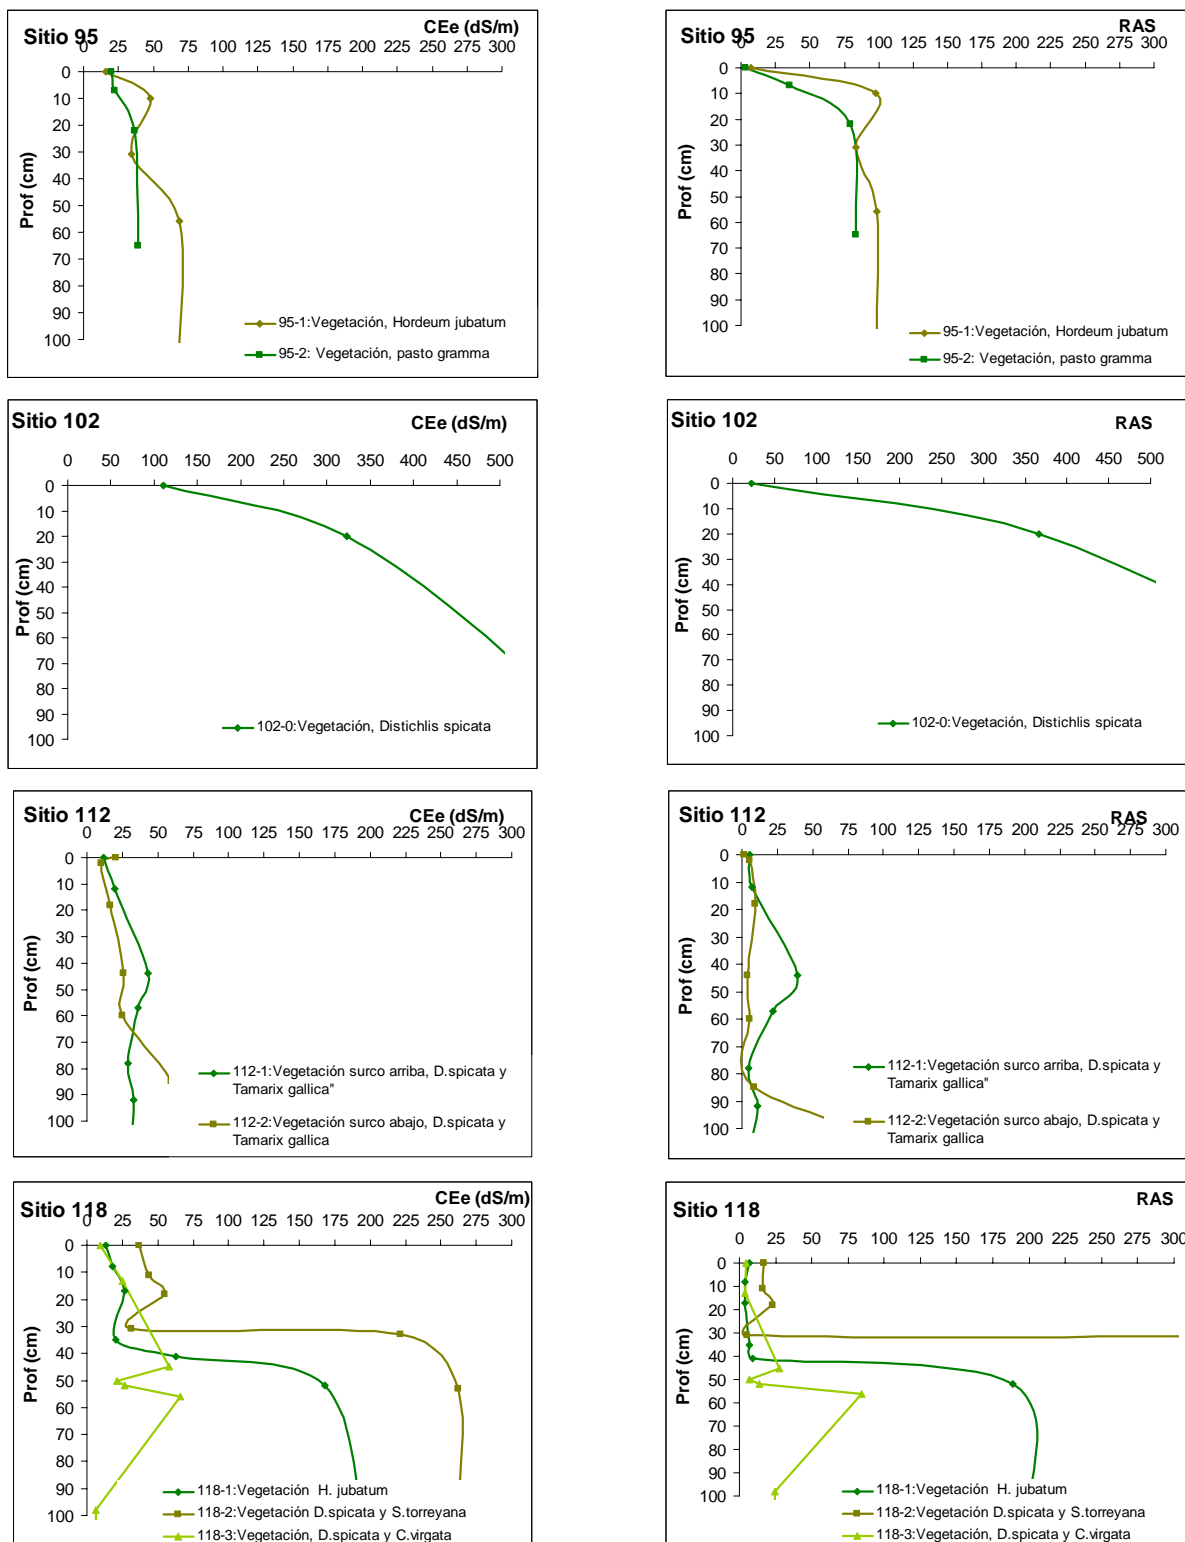 Sitio 95
CEe (dS/m)
0 25 50 75 100 125 150 175 200 225 250 275 300
Prof (cm)
0
10
20
30
40
50
60
70
80
90
100
95-1:Vegetación, Hordeum jubatum
95-2: Vegetación, pasto gramma
Sitio 95
RAS
0 25 50 75 100 125 150 175 200 225 250 275 300
Prof (cm)
0
10
20
30
40
50
60
70
80
90
100
95-1:Vegetación, Hordeum jubatum
95-2: Vegetación, pasto gramma
Sitio 102
CEe (dS/m)
0 50 100 150 200 250 300 350 400 450 500
Prof (cm)
0
10
20
30
40
50
60
70
80
90
100
102-0:Vegetación, Distichlis spicata
Sitio 102
RAS
0 50 100 150 200 250 300 350 400 450 500
Prof (cm)
0
10
20
30
40
50
60
70
80
90
100
102-0:Vegetación, Distichlis spicata
Sitio 112
CEe (dS/m)
0 25 50 75 100 125 150 175 200 225 250 275 300
Prof (cm)
0
10
20
30
40
50
60
70
80
90
100
112-1:Vegetación surco arriba, D.spicata y
Tamarix gallica"
112-2:Vegetación surco abajo, D.spicata y
Tamarix gallica
Sitio 112
RAS
0 25 50 75 100 125 150 175 200 225 250 275 300
Prof (cm)
0
10
20
30
40
50
60
70
80
90
100
112-1:Vegetación surco arriba, D.spicata y
Tamarix gallica"
112-2:Vegetación surco abajo, D.spicata y
Tamarix gallica
Sitio 118
CEe (dS/m)
0 25 50 75 100 125 150 175 200 225 250 275 300
Prof (cm)
0
10
20
30
40
50
60
70
80
90
100
118-1:Vegetación H. jubatum
118-2:Vegetación D.spicata y S.torreyana
118-3:Vegetación, D.spicata y C.virgata
Sitio 118
RAS
0 25 50 75 100 125 150 175 200 225 250 275 300
Prof (cm)
0
10
20
30
40
50
60
70
80
90
100
118-1:Vegetación H. jubatum
118-2:Vegetación D.spicata y S.torreyana
118-3:Vegetación, D.spicata y C.virgata